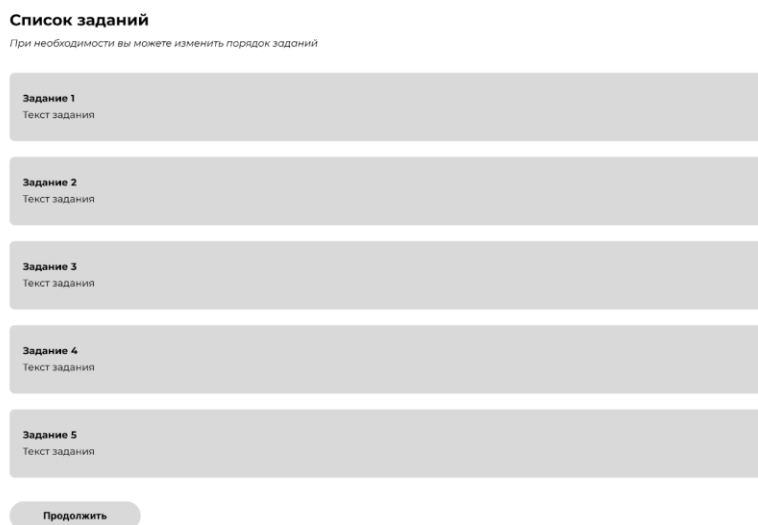 Список заданий
При необходимости вы можете изменить порядок заданий
Задание 1
Текст задания
Задание 2
Текст задания
Задание 3
Текст задания
Задание 4
Текст задания
Задание 5
Текст задания
Продолжить